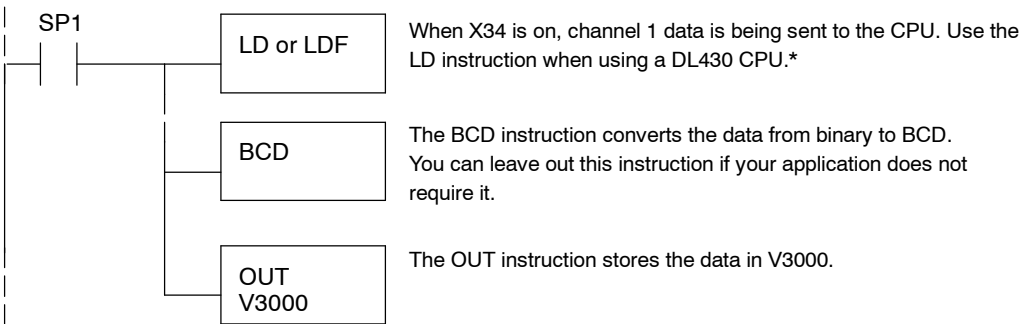 SP1
LD or LDF
When X34 is on, channel 1 data is being sent to the CPU. Use the
LD instruction when using a DL430 CPU.*
BCD
The BCD instruction converts the data from binary to BCD.
You can leave out this instruction if your application does not
require it.
OUT
V3000
The OUT instruction stores the data in V3000.